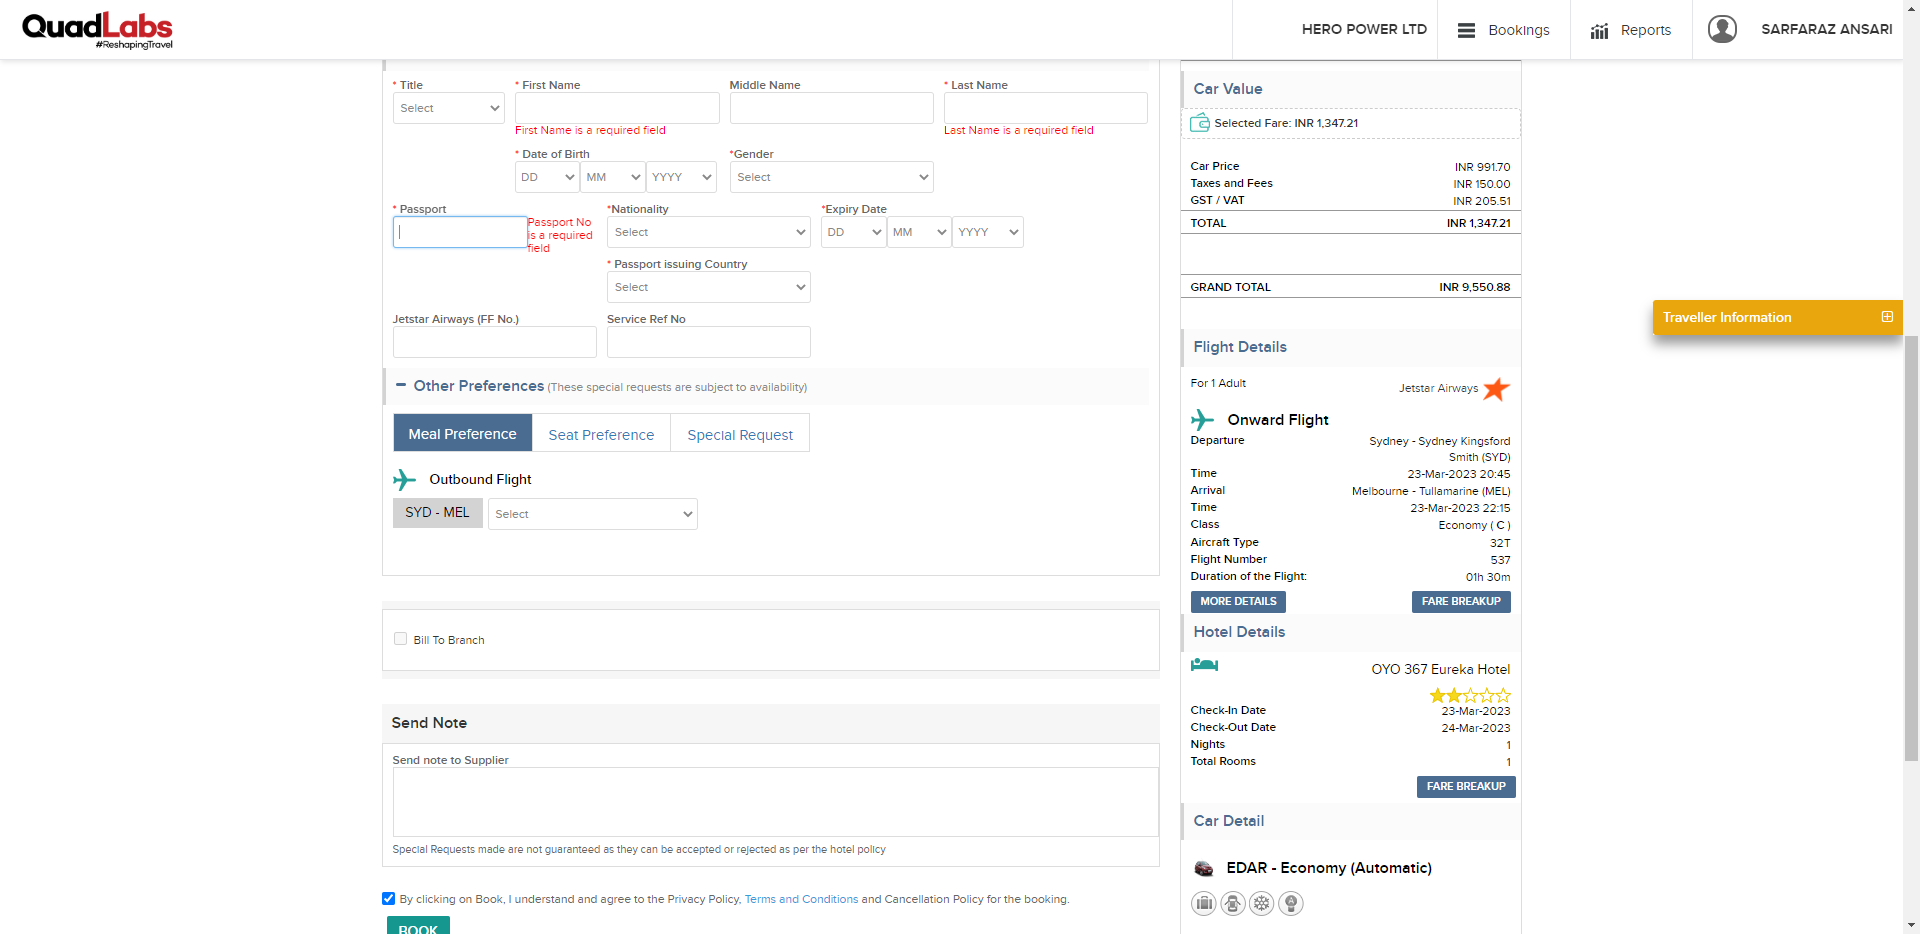 QuadLabs
#ReshapingTravel
HERO POWER LTD
Bookings
Reports
SARFARAZ ANSARI
* Title
* First Name
Middle Name
* Last Name
Select
First Name is a required field
Last Name is a required field
* Date of Birth
*Gender
DD
MM
YYYY
Select
* Passport
*Nationality
*Expiry Date
Passport No
is a required
field
Select
DD
MM
YYYY
* Passport issuing Country
Select
Jetstar Airways (FF No.)
Service Ref No
Other Preferences (These special requests are subject to availability)
Meal Preference
Seat Preference
Special Request
Outbound Flight
SYD - MEL
Select
Bill To Branch
Send Note
Send note to Supplier
Special Requests made are not guaranteed as they can be accepted or rejected as per the hotel policy
By clicking on Book, I understand and agree to the Privacy Policy, Terms and Conditions and Cancellation Policy for the booking.
BOOK
Car Value
Selected Fare: INR 1,347.21
Car Price INR 991.70
Taxes and Fees INR 150.00
GST / VAT INR 205.51
TOTAL INR 1,347.21
GRAND TOTAL INR 9,550.88
Traveller Information
Flight Details
For 1 Adult
Jetstar Airways
Onward Flight
Departure Sydney - Sydney Kingsford
Smith (SYD)
Time 23-Mar-2023 20:45
Arrival Melbourne - Tullamarine (MEL)
Time 23-Mar-2023 22:15
Class Economy ( C )
Aircraft Type 32T
Flight Number 537
Duration of the Flight: 01h 30m
MORE DETAILS
FARE BREAKUP
Hotel Details
OYO 367 Eureka Hotel
Check-In Date 23-Mar-2023
Check-Out Date 24-Mar-2023
Nights 1
Total Rooms 1
FARE BREAKUP
Car Detail
EDAR - Economy (Automatic)